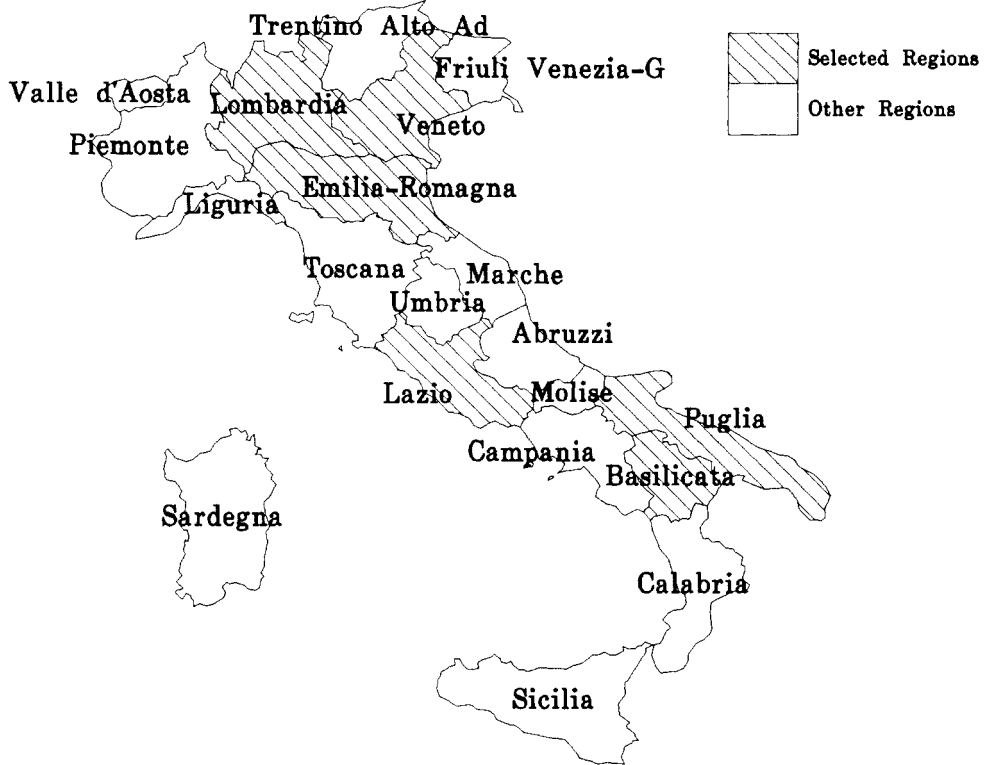 Trentino Alto Ad
Friuli Venezia-G
Valle d'Aosta
Lombardia
Veneto
Piemonte
Emilia-Romagna
Liguria
Toscana
Marche
Umbria
Abruzzi
Lazio
Molise
Puglia
Campania
Basilicata
Sardegna
Calabria
Sicilia
Selected Regions
Other Regions